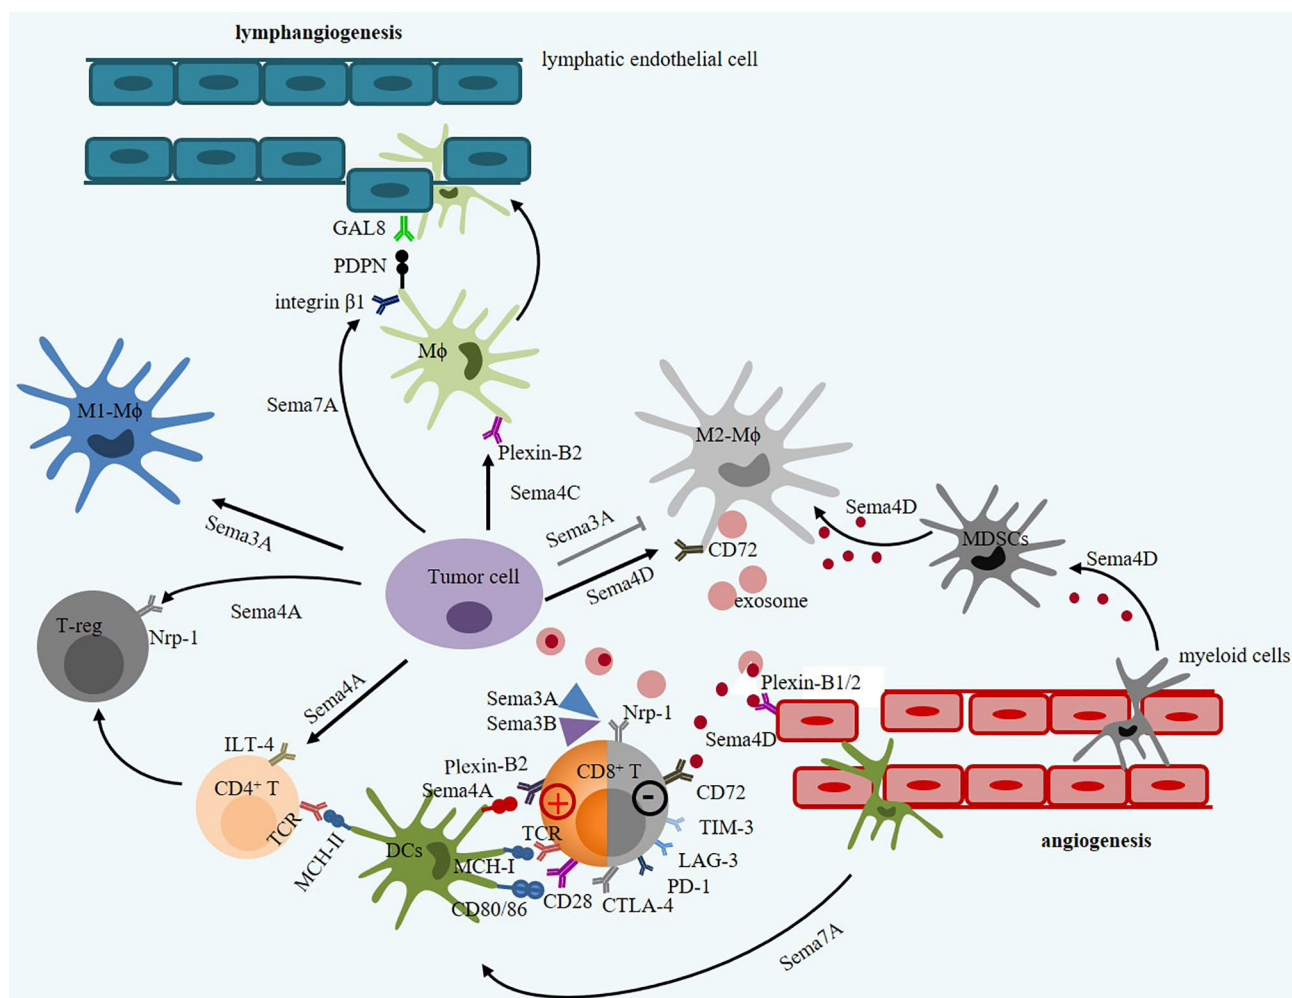 lymphangiogenesis
lymphatic endothelial cell
GAL8
PDPN
integrin β1
Mϕ
Sema7A
M1-Mϕ
M2-Mϕ
Plexin-B2
Sema4C
Sema3A
Sema3A
Sema4D
CD72
Sema4D
MDSCs
Sema4D
Tumor cell
exosome
Sema4A
T-reg
Nrp-1
myeloid cells
Sema4A
Sema3A
Sema3B
Nrp-1
Plexin-B1/2
Sema4D
ILT-4
CD4+ T
TCR
MCH-II
Plexin-B2
Sema4A
CD8+ T
+
-
CD72
DCs
TCR
MCH-I
TIM-3
LAG-3
PD-1
CD80/86
CD28
CTLA-4
angiogenesis
Sema7A